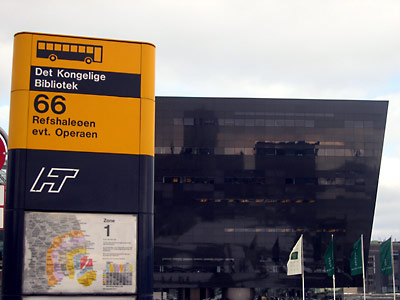 Det Kongelige
Bibliotek
66
Refshaleøen
evt. Operaen
HT
Zone
1